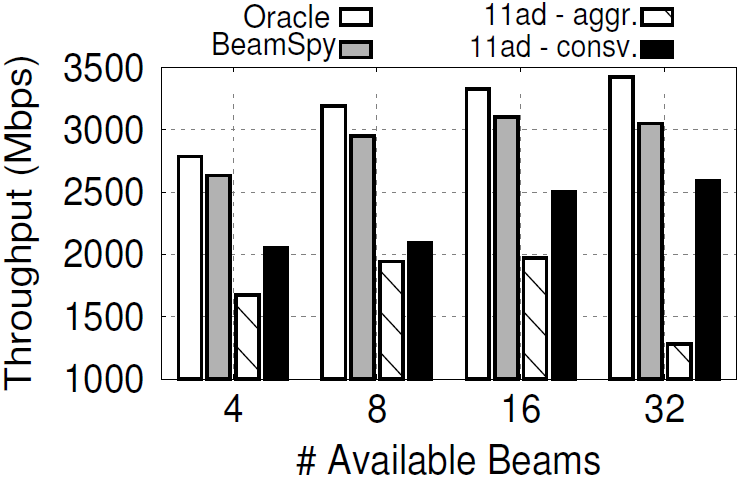 Oracle 11ad - aggr.
BeamSpy 11ad - consv.
Throughput (Mbps)
3500
3000
2500
2000
1500
1000
4 8 16 32
# Available Beams